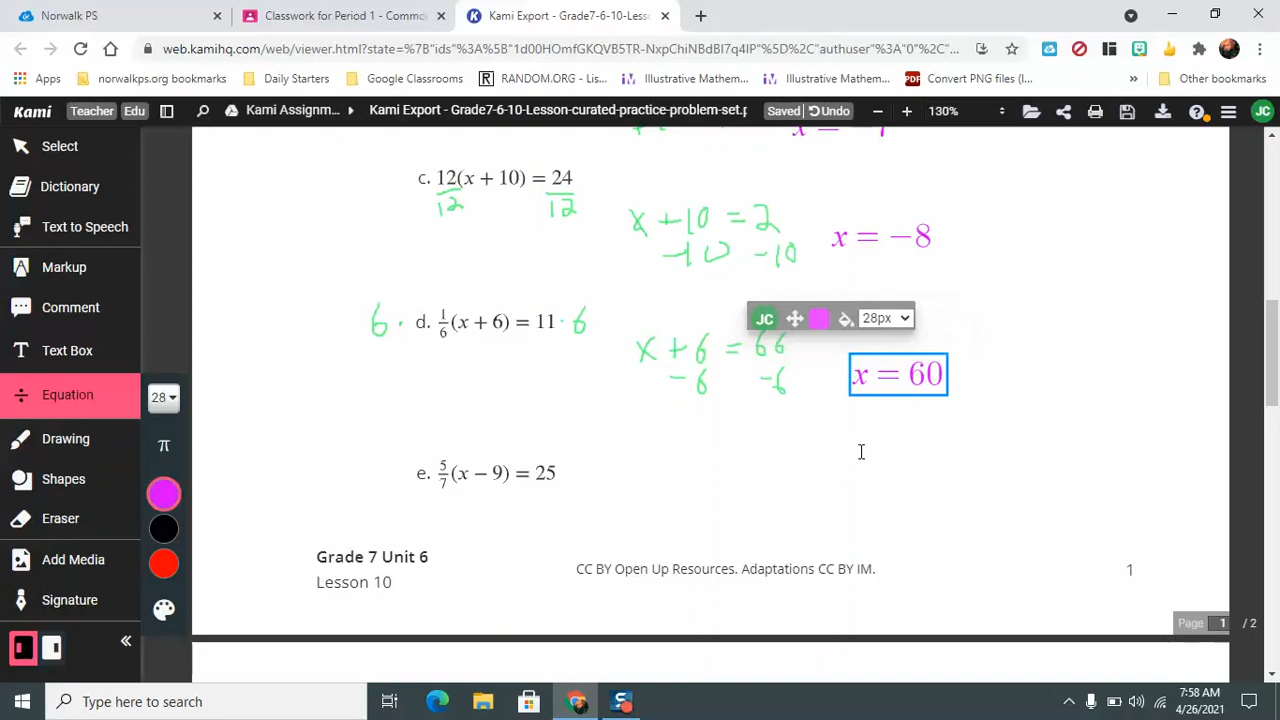 Norwalk PS
Classwork for Period 1 - Commo
Kami Export - Grade7-6-10-Less
web.kamihq.com/web/viewer.html?state=%7B"ids"%3A%5B"1d00HOmfGKQVB5TR-NxpChiNBdBI7q4IP"%5D%2C"action"%3A"open"%2C"authuser"%3A"0"%2C"...
Apps
norwalkps.org bookmarks
Daily Starters
Google Classrooms
RANDOM.ORG - Lis...
Illustrative Mathem...
Illustrative Mathem...
PDF
Convert PNG files (I...
»
Other bookmarks
Kami
Teacher
Edu
Kami Assignm...
Kami Export - Grade7-6-10-Lesson-curated-practice-problem-set.p
Saved
Undo
130%
JC
Select
Dictionary
Text to Speech
Markup
Comment
Text Box
Equation
Drawing
Shapes
Eraser
Add Media
Signature
28
π
c. 12(x + 10) = 24
12 12
x + 10 = 2
-10 -10
x = −8
6 · d. 1/6(x + 6) = 11 · 6
JC
28px
x + 6 = 66
-6 -6
x = 60
e. 5/7(x − 9) = 25
Grade 7 Unit 6
Lesson 10
CC BY Open Up Resources. Adaptations CC BY IM.
1
Page 1 / 2
Type here to search
7:58 AM
4/26/2021